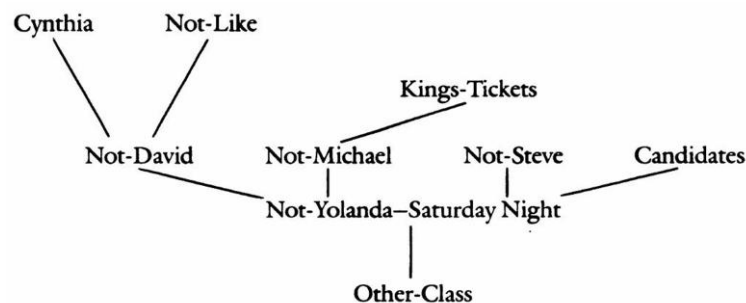 Cynthia Not-Like
Kings-Tickets
Not-David Not-Michael Not-Steve Candidates
Not-Yolanda–Saturday Night
Other-Class